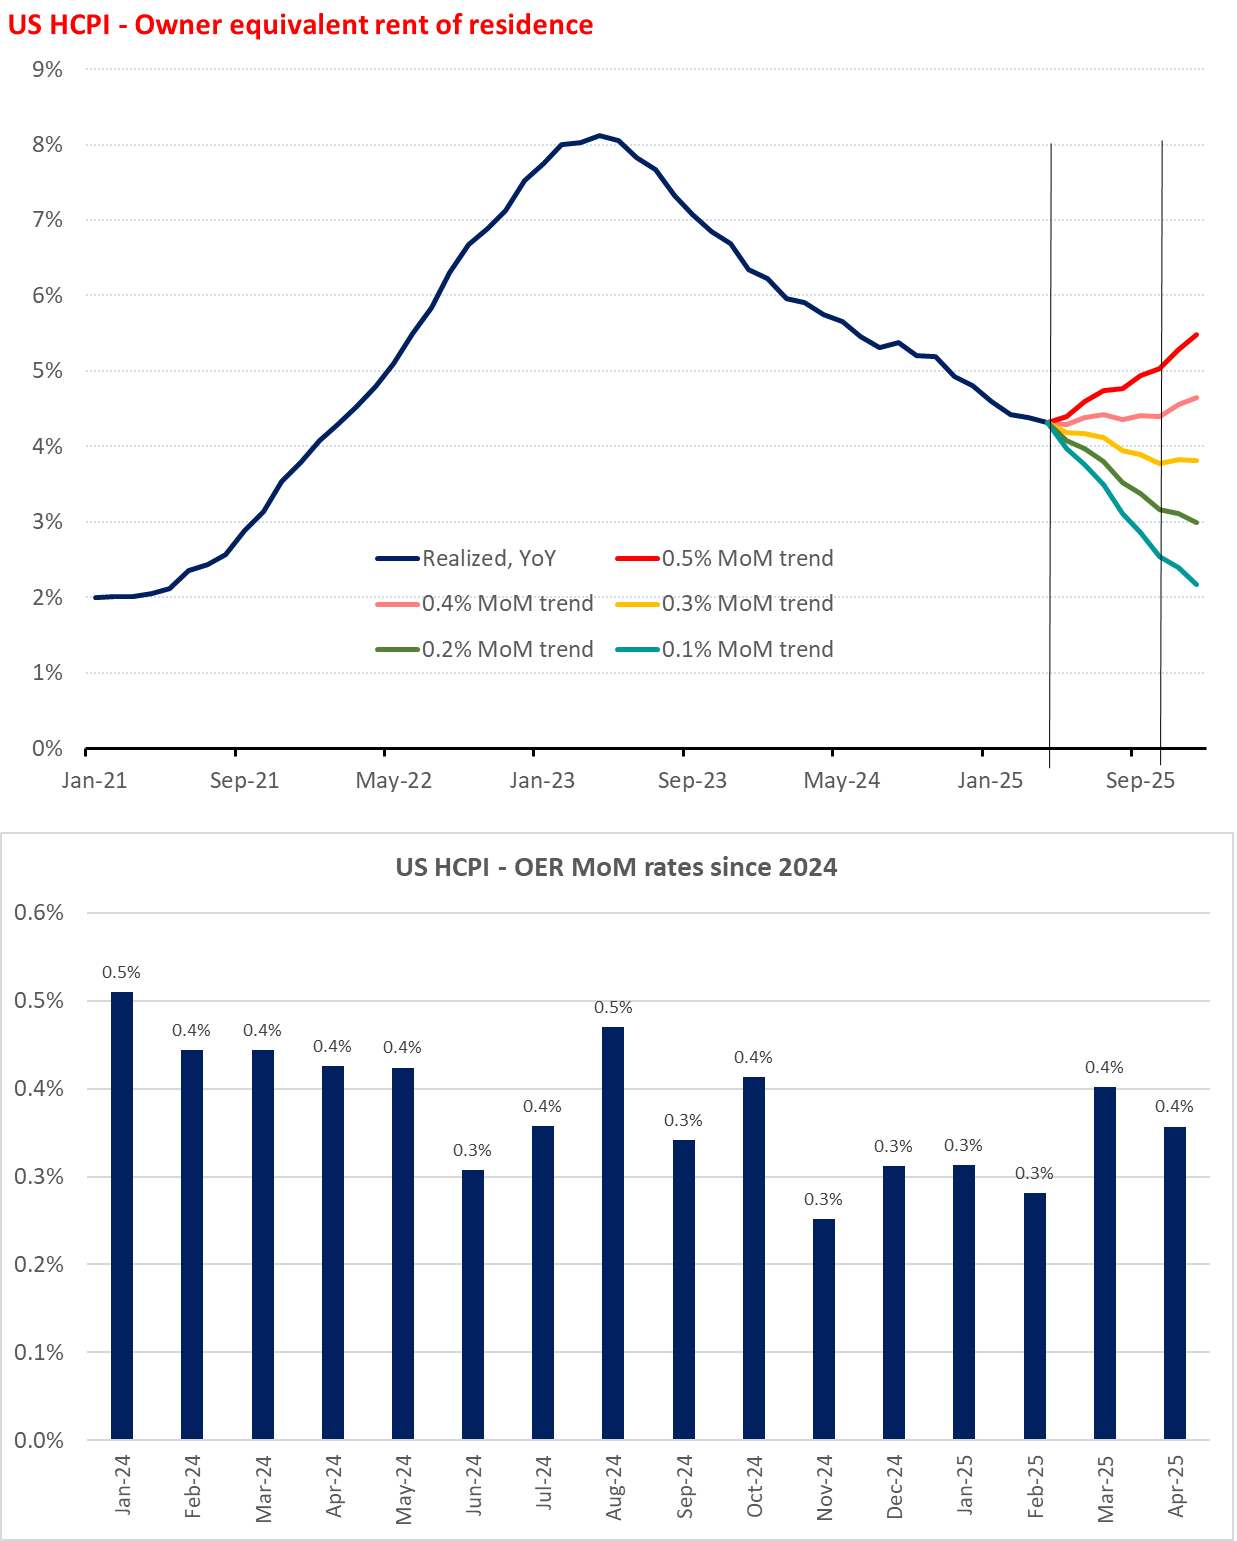 US HCPI - Owner equivalent rent of residence
9%
8%
7%
6%
5%
4%
3%
2%
1%
0%
Realized, YoY
0.5% MoM trend
0.4% MoM trend
0.3% MoM trend
0.2% MoM trend
0.1% MoM trend
Jan-21
Sep-21
May-22
Jan-23
Sep-23
May-24
Jan-25
Sep-25
US HCPI - OER MoM rates since 2024
0.6%
0.5%
0.4%
0.3%
0.2%
0.1%
0.0%
0.5%
0.4%
0.4%
0.4%
0.4%
0.3%
0.4%
0.5%
0.3%
0.4%
0.3%
0.3%
0.3%
0.3%
0.4%
0.4%
Jan-24
Feb-24
Mar-24
Apr-24
May-24
Jun-24
Jul-24
Aug-24
Sep-24
Oct-24
Nov-24
Dec-24
Jan-25
Feb-25
Mar-25
Apr-25